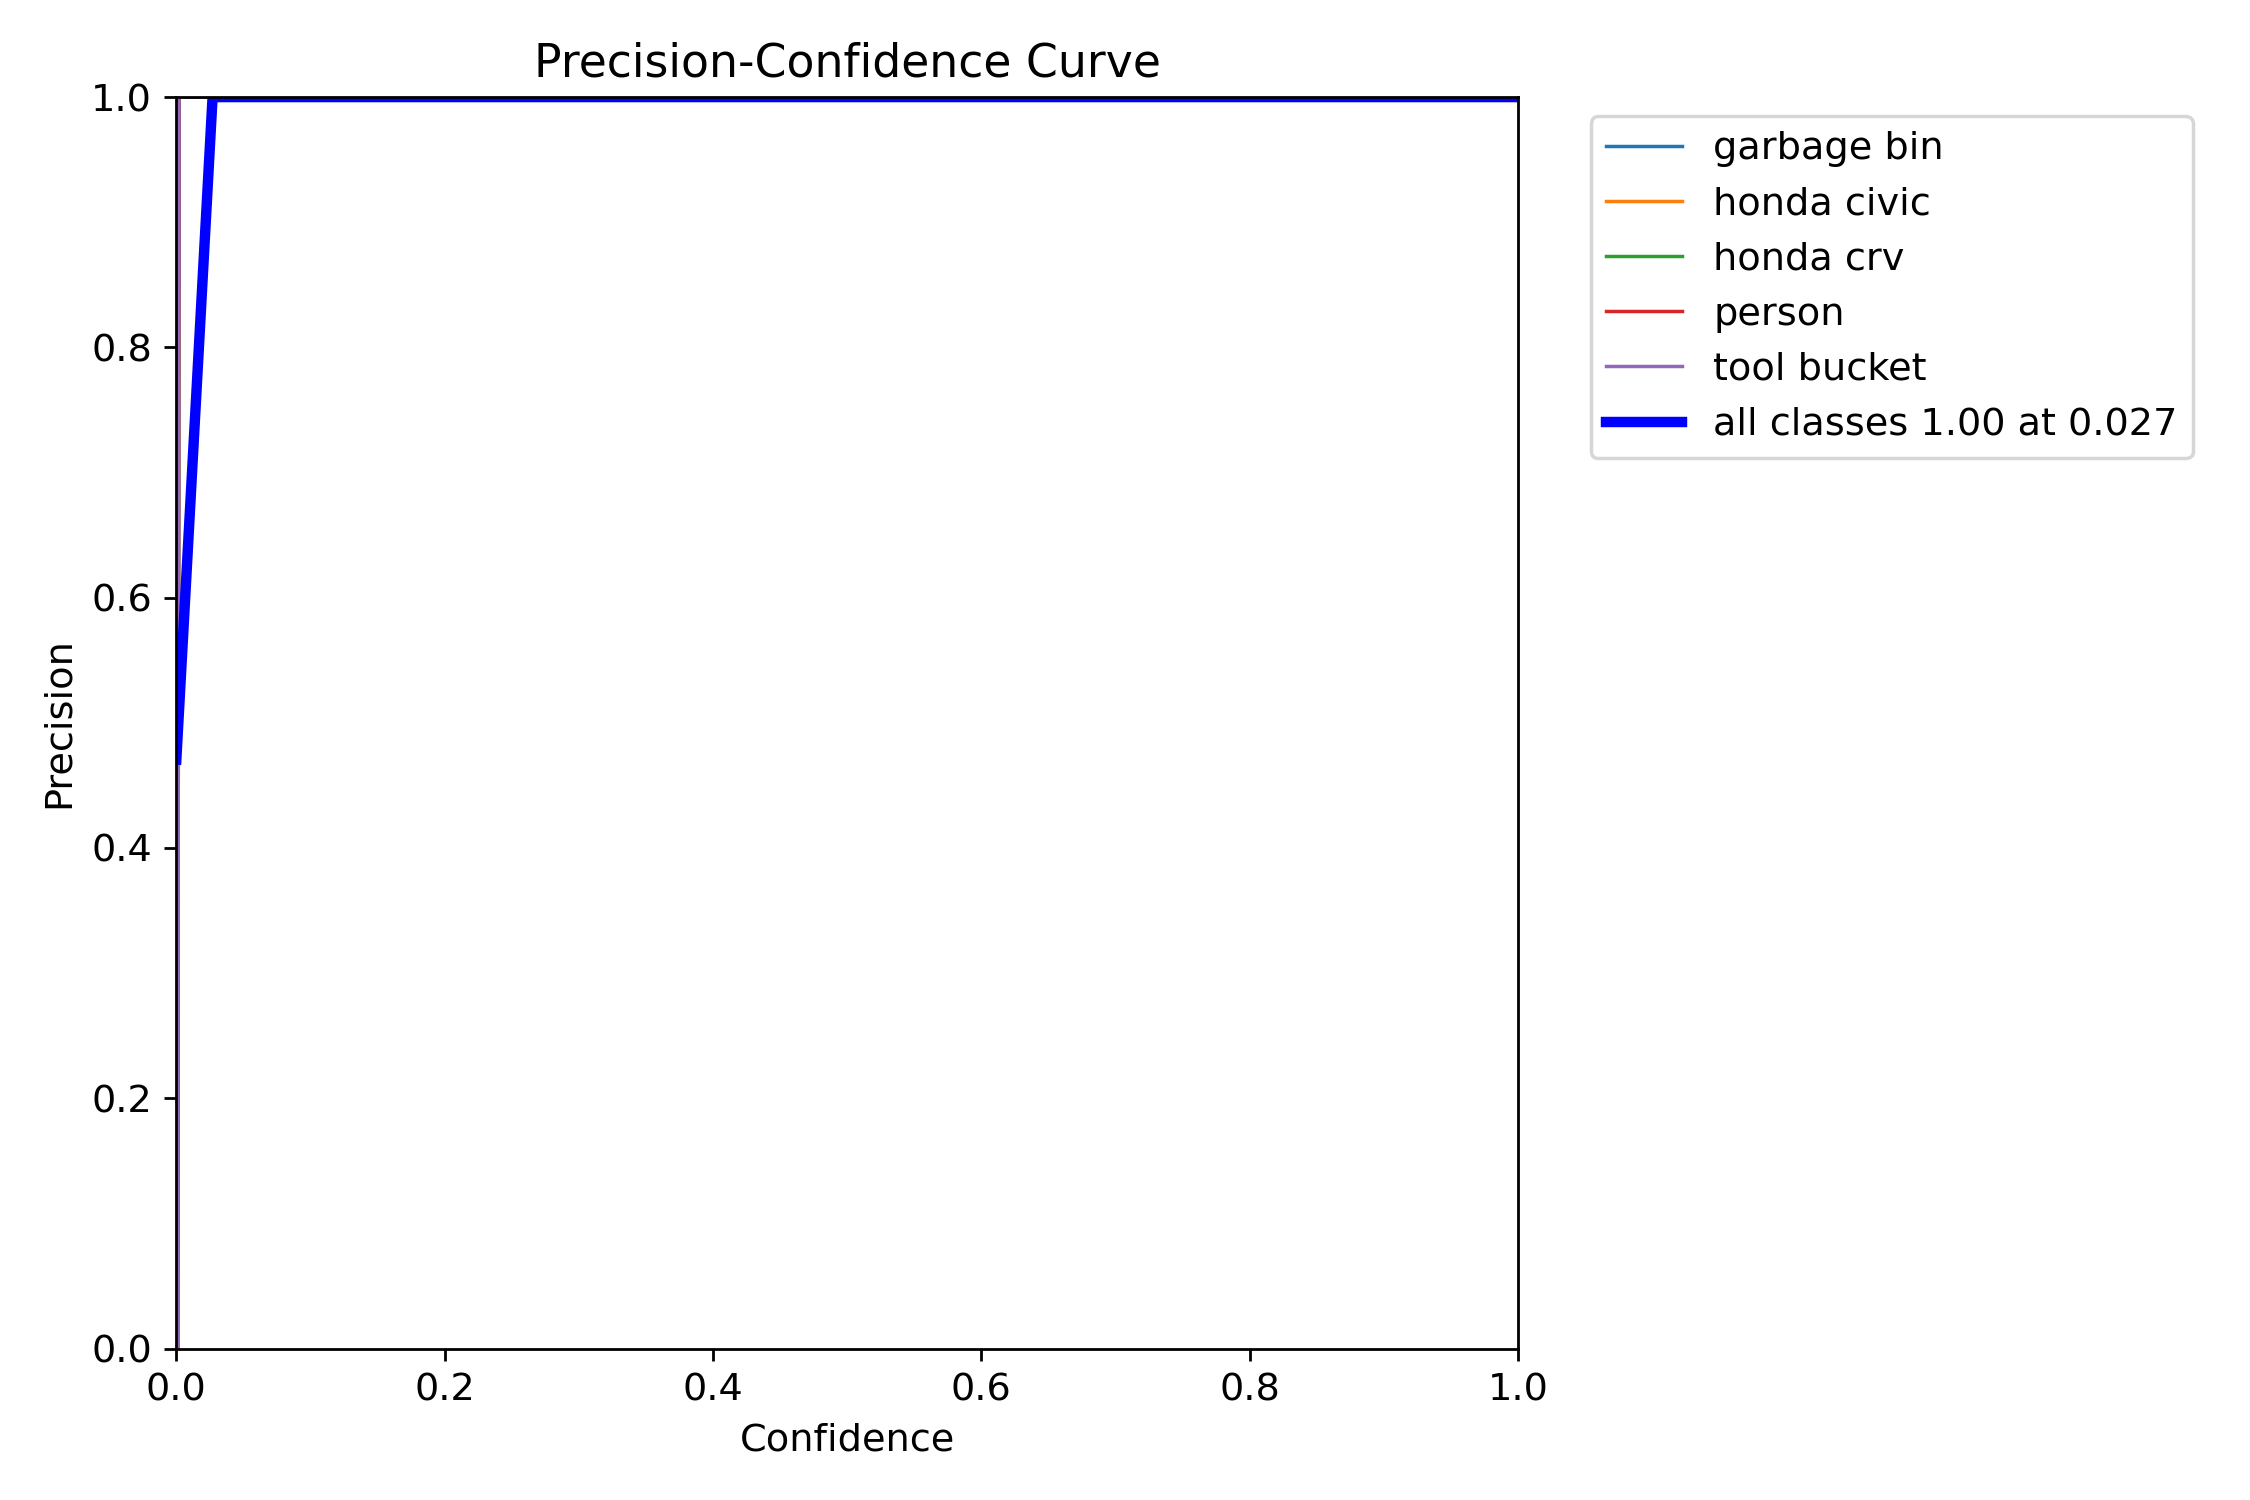 Precision-Confidence Curve
1.0
0.8
0.6
0.4
0.2
0.0
Precision
0.0 0.2 0.4 0.6 0.8 1.0
Confidence
garbage bin
honda civic
honda crv
person
tool bucket
all classes 1.00 at 0.027